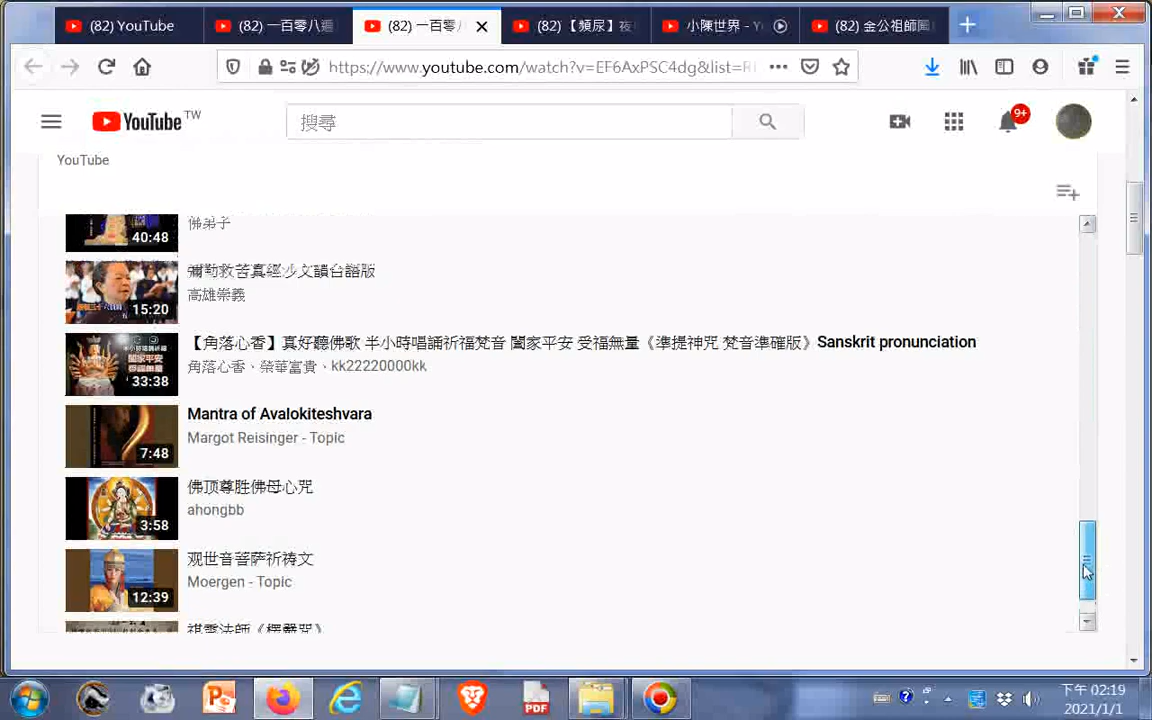 (82) YouTube
(82) 一百零八遍
(82) 一百零八
(82) 【頻尿】夜
小陳世界 - Y
(82) 金公祖師
https://www.youtube.com/watch?v=EF6AxPSC4dg&list=R
YouTube TW
搜尋
9+
YouTube
40:48
佛弟子
15:20
彌勒救苦真經少女讀台語版
高雄崇義
33:38
【角落心香】真好聽佛歌 半小時唱誦祈福梵音 闔家平安 受福無量《準提神咒 梵音準確版》Sanskrit pronunciation
角落心香、榮華富貴、kk22220000kk
7:48
Mantra of Avalokiteshvara
Margot Reisinger - Topic
3:58
佛顶尊胜佛母心咒
ahongbb
12:39
观世音菩萨祈祷文
Moergen - Topic
PDF
下午 02:19
2021/1/1